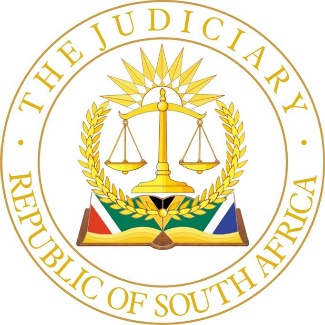 · THE JUDICIARY ·
REPUBLIC OF SOUTH AFRICA